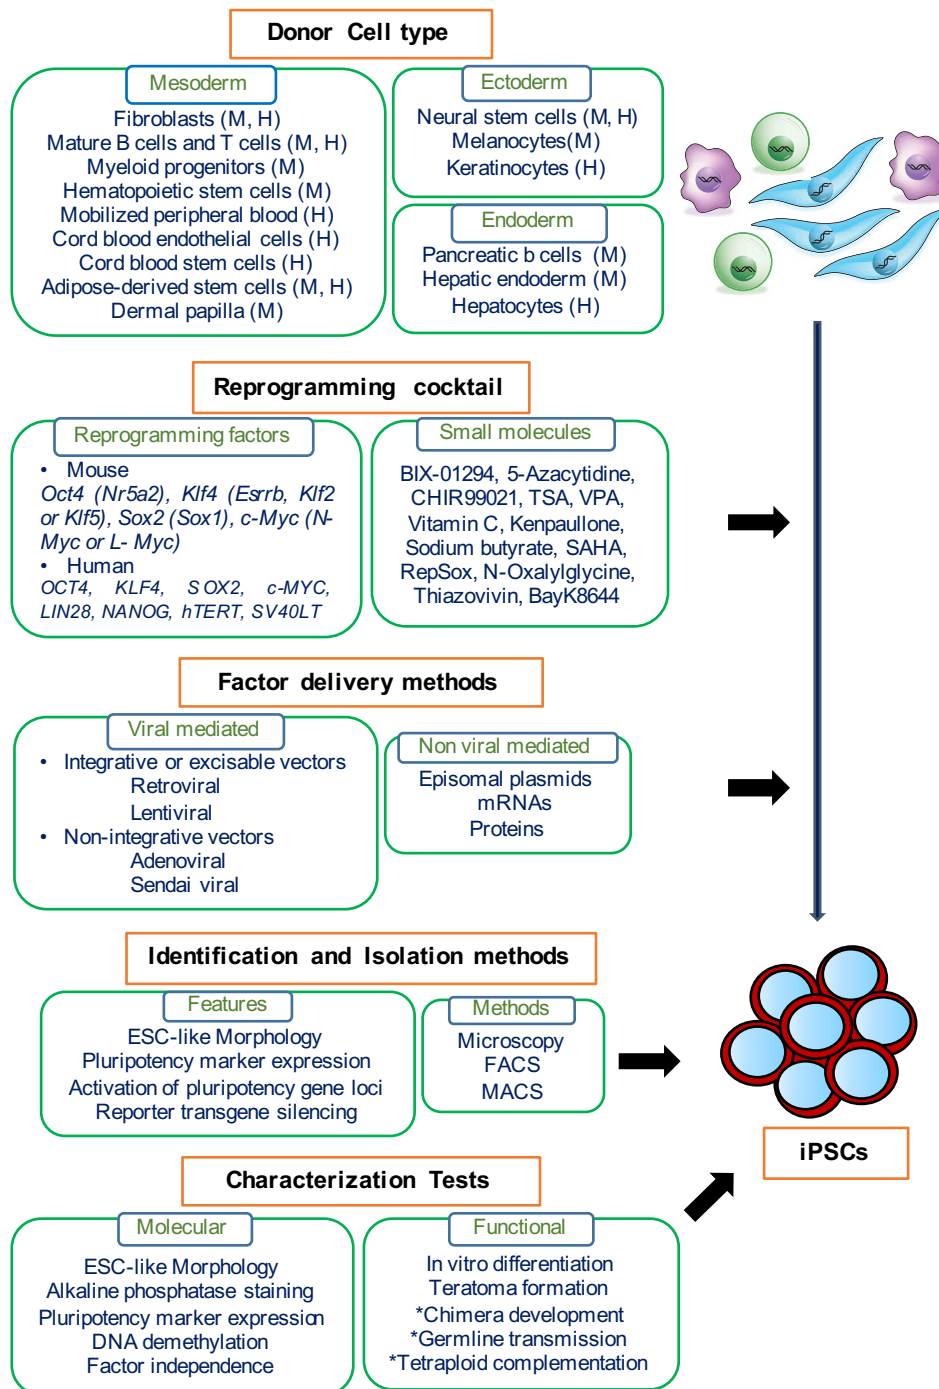 Donor Cell type
Mesoderm
Fibroblasts (M, H)
Mature B cells and T cells (M, H)
Myeloid progenitors (M)
Hematopoietic stem cells (M)
Mobilized peripheral blood (H)
Cord blood endothelial cells (H)
Cord blood stem cells (H)
Adipose-derived stem cells (M, H)
Dermal papilla (M)
Ectoderm
Neural stem cells (M, H)
Melanocytes(M)
Keratinocytes (H)
Endoderm
Pancreatic b cells (M)
Hepatic endoderm (M)
Hepatocytes (H)
Reprogramming cocktail
Reprogramming factors
• Mouse
Oct4 (Nr5a2), Klf4 (Esrrb, Klf2
or Klf5), Sox2 (Sox1), c-Myc (N-
Myc or L- Myc)
• Human
OCT4, KLF4, SOX2, c-MYC,
LIN28, NANOG, hTERT, SV40LT
Small molecules
BIX-01294, 5-Azacytidine,
CHIR99021, TSA, VPA,
Vitamin C, Kenpaullone,
Sodium butyrate, SAHA,
RepSox, N-Oxalylglycine,
Thiazovivin, BayK8644
Factor delivery methods
Viral mediated
• Integrative or excisable vectors
Retroviral
Lentiviral
• Non-integrative vectors
Adenoviral
Sendai viral
Non viral mediated
Episomal plasmids
mRNAs
Proteins
Identification and Isolation methods
Features
ESC-like Morphology
Pluripotency marker expression
Activation of pluripotency gene loci
Reporter transgene silencing
Methods
Microscopy
FACS
MACS
iPSCs
Characterization Tests
Molecular
ESC-like Morphology
Alkaline phosphatase staining
Pluripotency marker expression
DNA demethylation
Factor independence
Functional
In vitro differentiation
Teratoma formation
*Chimera development
*Germline transmission
*Tetraploid complementation